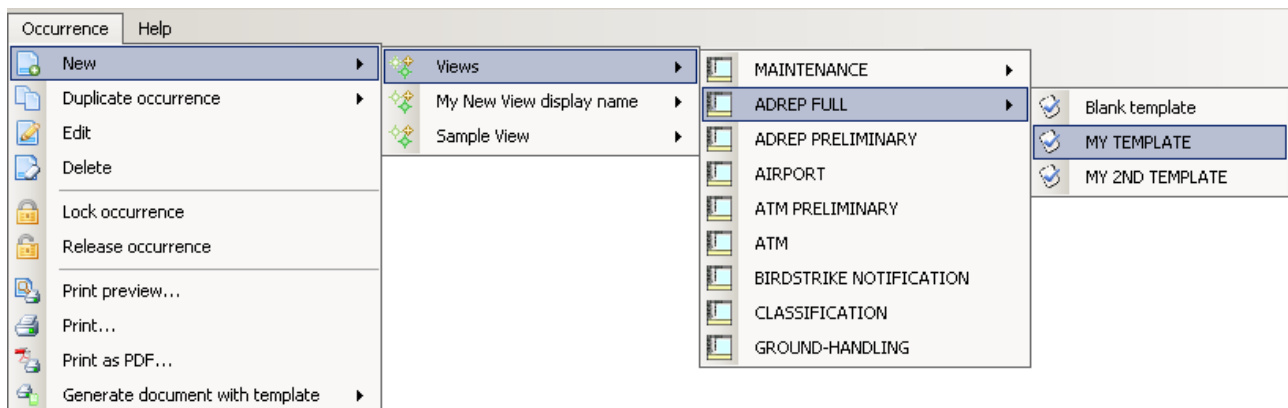 Occurrence Help
New
Duplicate occurrence
Edit
Delete
Lock occurrence
Release occurrence
Print preview...
Print...
Print as PDF...
Generate document with template
Views
My New View display name
Sample View
MAINTENANCE
ADREP FULL
ADREP PRELIMINARY
AIRPORT
ATM PRELIMINARY
ATM
BIRDSTRIKE NOTIFICATION
CLASSIFICATION
GROUND-HANDLING
Blank template
MY TEMPLATE
MY 2ND TEMPLATE